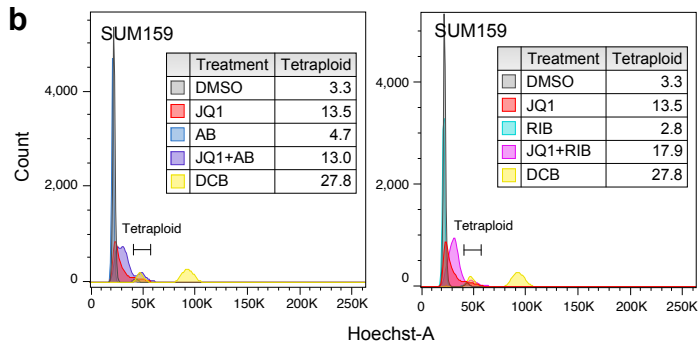 b
SUM159
Treatment Tetraploid
DMSO 3.3
JQ1 13.5
AB 4.7
JQ1+AB 13.0
DCB 27.8
Tetraploid
Count
4,000
2,000
0
0 50K 100K 150K 200K 250K
SUM159
Treatment Tetraploid
DMSO 3.3
JQ1 13.5
RIB 2.8
JQ1+RIB 17.9
DCB 27.8
Tetraploid
4,000
2,000
0
0 50K 100K 150K 200K 250K
Hoechst-A